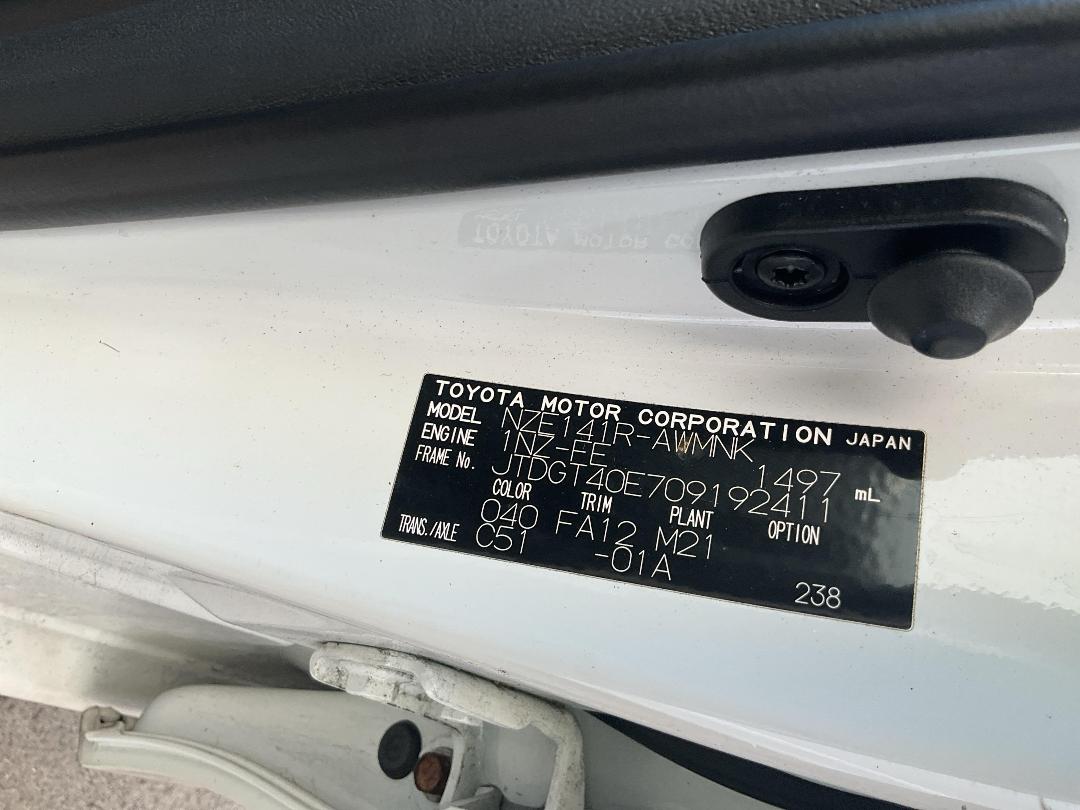 TOYOTA MOTOR CORPORATION JAPAN
MODEL NZE141R-AWMNK
ENGINE 1NZ-FE 1497 mL
FRAME No. JTDGT40E709192411
COLOR TRIM PLANT OPTION
040 FA12 M21
TRANS./AXLE C51 -01A
238